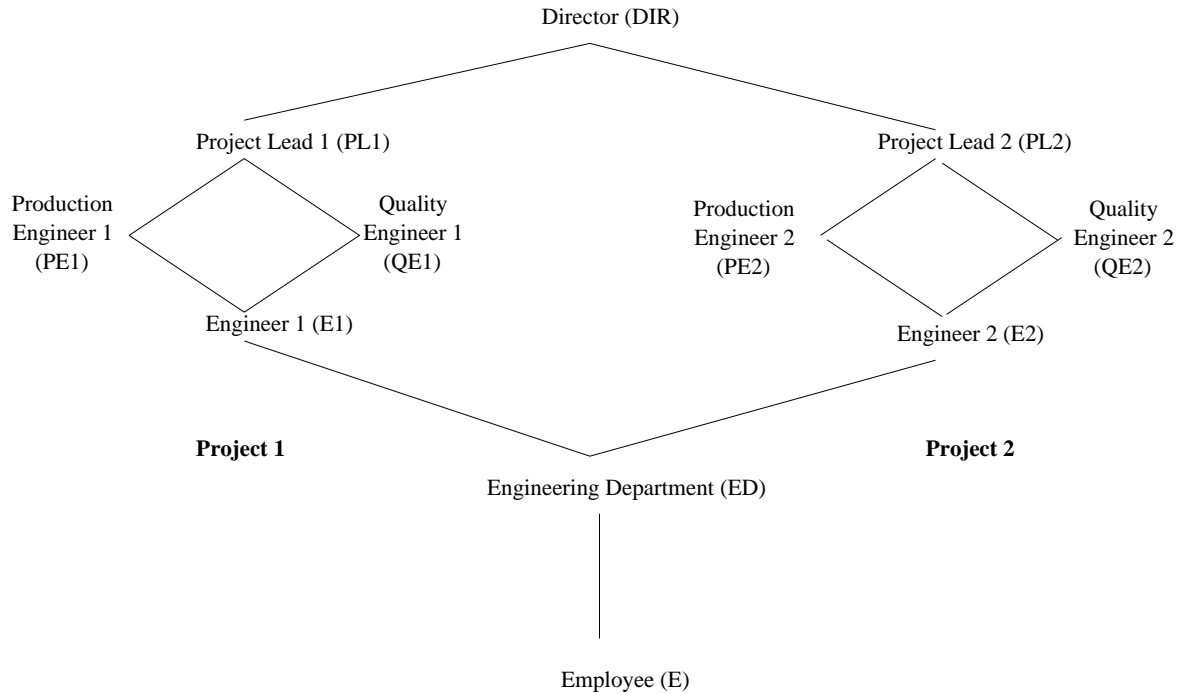 Director (DIR)
Project Lead 1 (PL1)
Project Lead 2 (PL2)
Production
Engineer 1
(PE1)
Quality
Engineer 1
(QE1)
Production
Engineer 2
(PE2)
Quality
Engineer 2
(QE2)
Engineer 1 (E1)
Engineer 2 (E2)
Project 1
Project 2
Engineering Department (ED)
Employee (E)